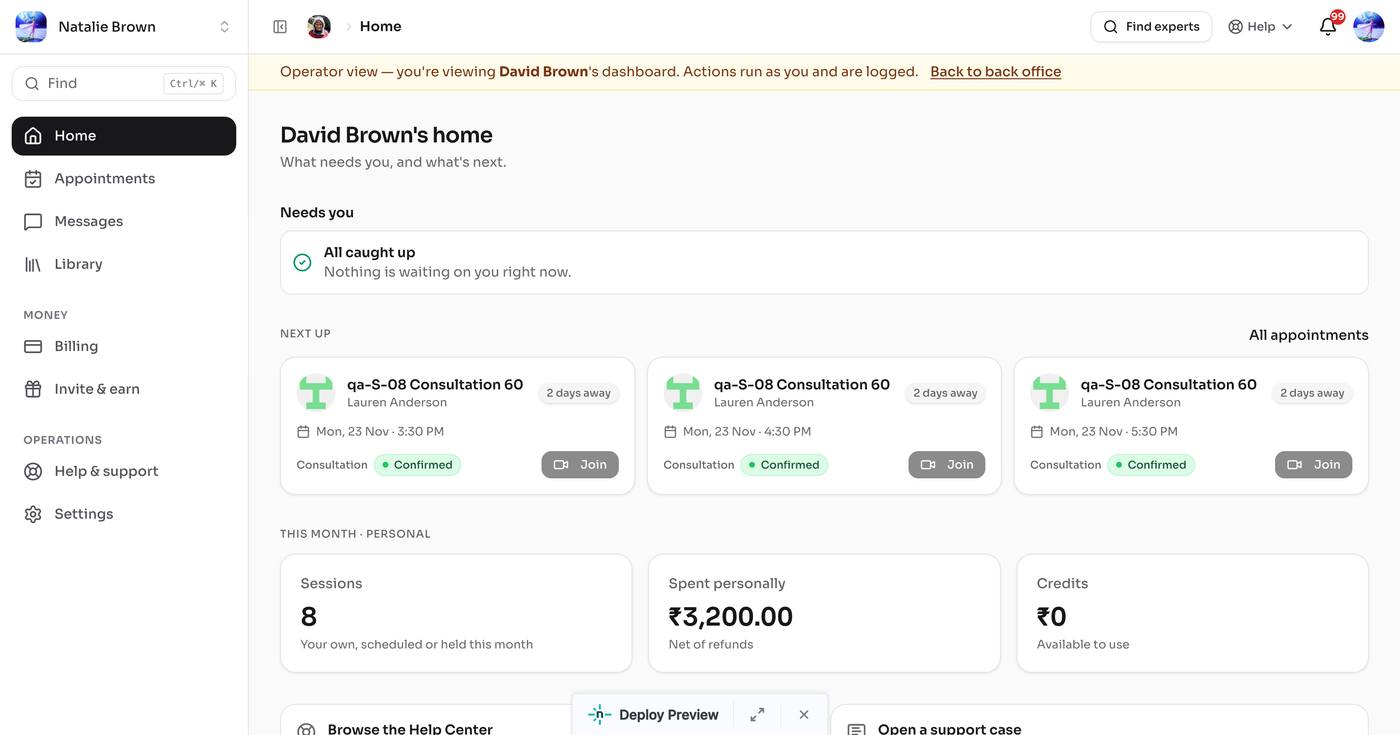 Natalie Brown
Home
Find experts
Help
99
Find
Ctrl/⌘ K
Operator view — you're viewing David Brown's dashboard. Actions run as you and are logged. Back to back office
Home
Appointments
Messages
Library
MONEY
Billing
Invite & earn
OPERATIONS
Help & support
Settings
David Brown's home
What needs you, and what's next.
Needs you
All caught up
Nothing is waiting on you right now.
NEXT UP
All appointments
qa-S-08 Consultation 60
Lauren Anderson
2 days away
Mon, 23 Nov · 3:30 PM
Consultation
Confirmed
Join
qa-S-08 Consultation 60
Lauren Anderson
2 days away
Mon, 23 Nov · 4:30 PM
Consultation
Confirmed
Join
qa-S-08 Consultation 60
Lauren Anderson
2 days away
Mon, 23 Nov · 5:30 PM
Consultation
Confirmed
Join
THIS MONTH · PERSONAL
Sessions
8
Your own, scheduled or held this month
Spent personally
₹3,200.00
Net of refunds
Credits
₹0
Available to use
Browse the Help Center
Deploy Preview
Open a support case